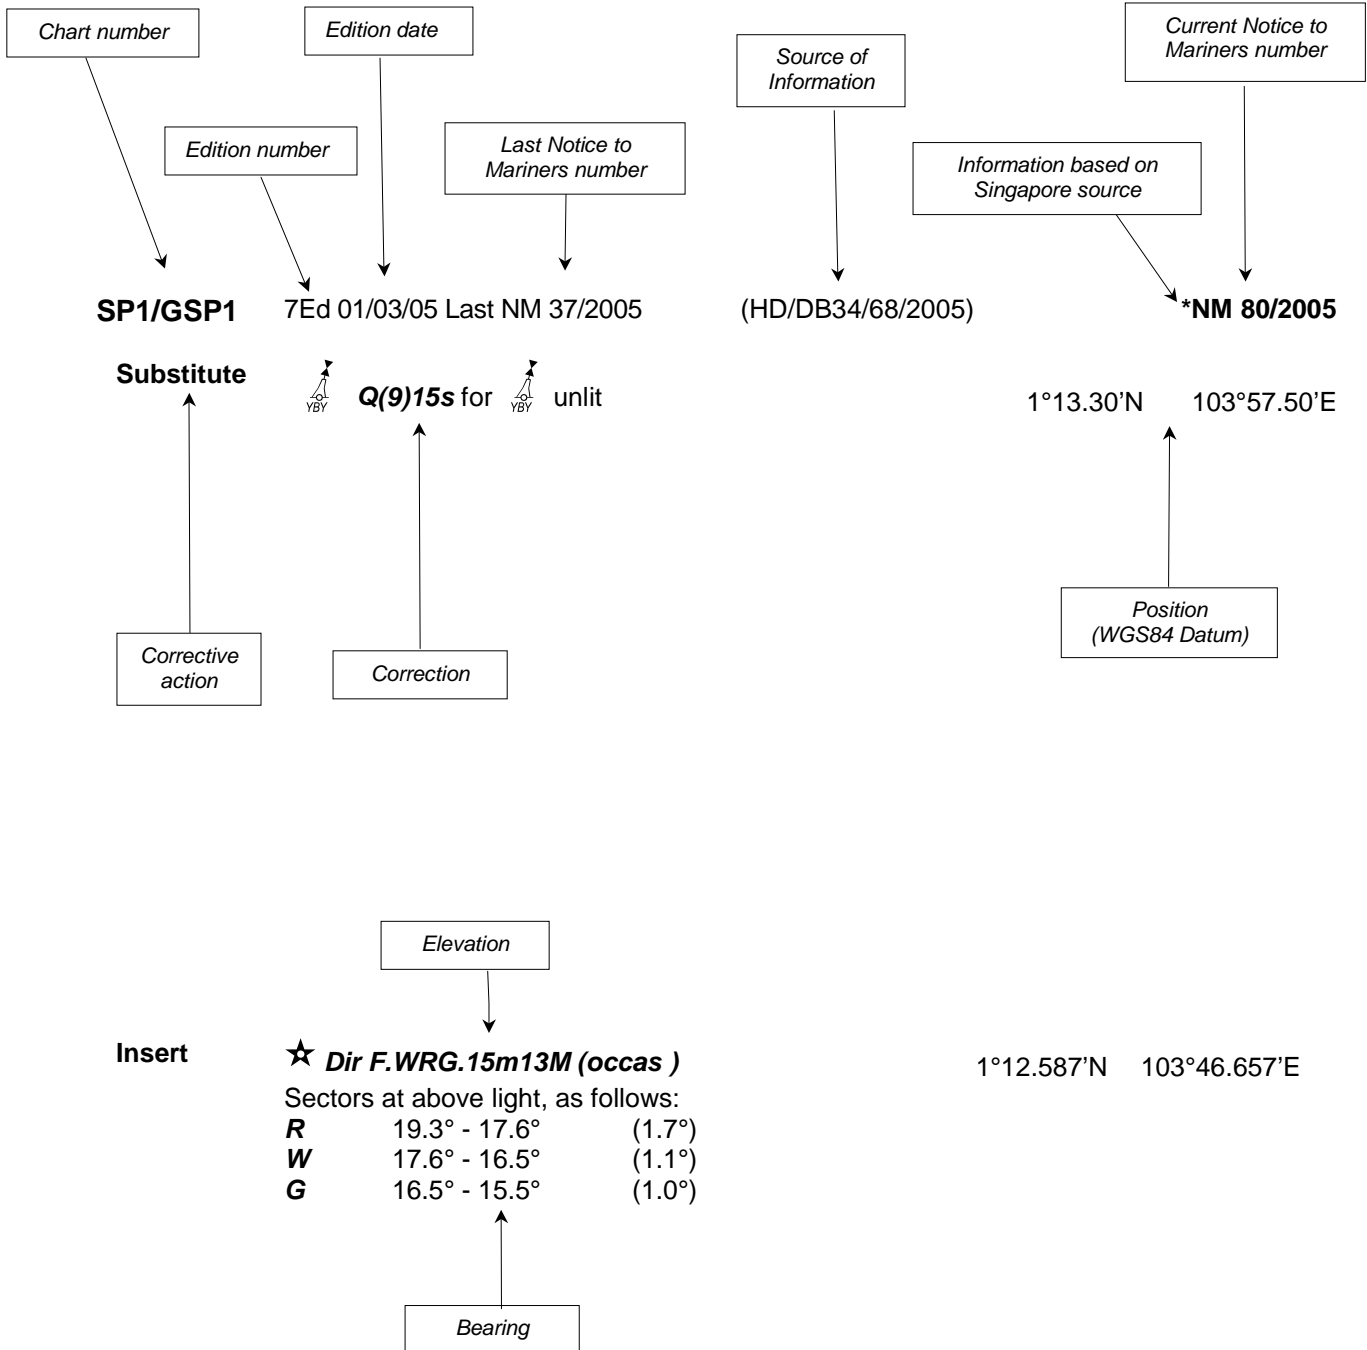 Chart number
Edition date
Current Notice to
Mariners number
Source of
Information
Edition number
Last Notice to
Mariners number
Information based on
Singapore source
SP1/GSP1 7Ed 01/03/05 Last NM 37/2005 (HD/DB34/68/2005) *NM 80/2005
Substitute YBY Q(9)15s for YBY unlit 1°13.30’N 103°57.50’E
Position
(WGS84 Datum)
Corrective
action
Correction
Elevation
Insert Dir F.WRG.15m13M (occas ) 1°12.587’N 103°46.657’E
Sectors at above light, as follows:
R 19.3° - 17.6° (1.7°)
W 17.6° - 16.5° (1.1°)
G 16.5° - 15.5° (1.0°)
Bearing